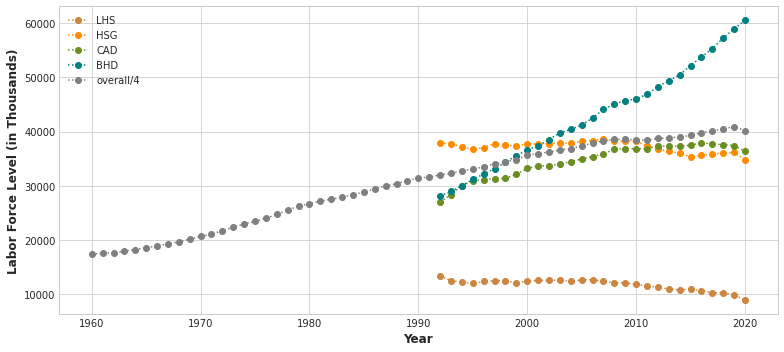 LHS
HSG
CAD
BHD
overall/4
60000
50000
40000
30000
20000
10000
Labor Force Level (in Thousands)
1960
1970
1980
1990
2000
2010
2020
Year